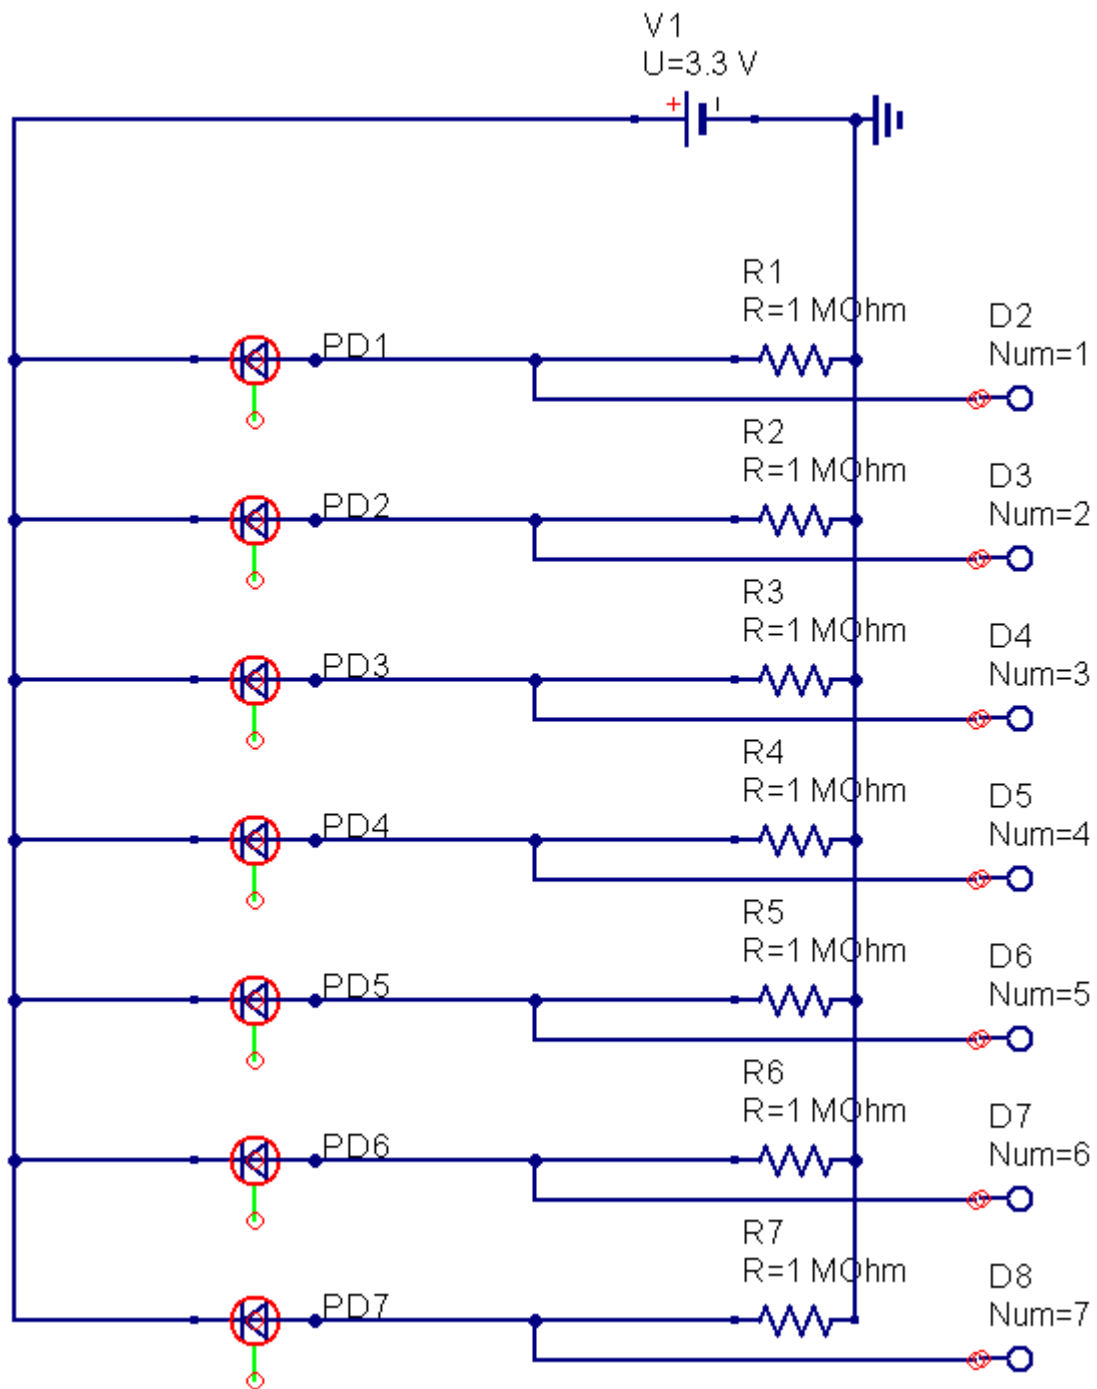 V1
U=3.3 V
+
R1
R=1 MOhm
D2
Num=1
PD1
R2
R=1 MOhm
D3
Num=2
PD2
R3
R=1 MOhm
D4
Num=3
PD3
R4
R=1 MOhm
D5
Num=4
PD4
R5
R=1 MOhm
D6
Num=5
PD5
R6
R=1 MOhm
D7
Num=6
PD6
R7
R=1 MOhm
D8
Num=7
PD7